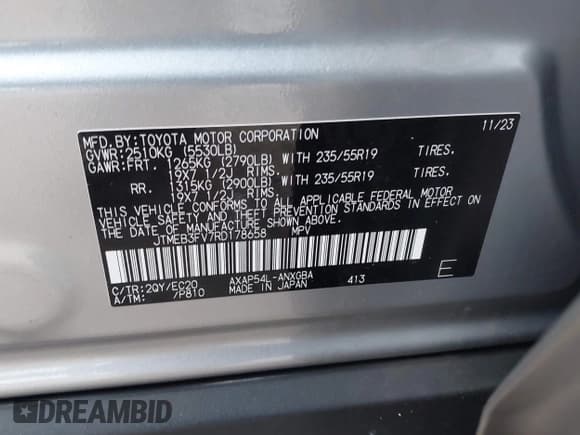 MFD.BY:TOYOTA MOTOR CORPORATION 11/23
GVWR:2510KG (5530LB)
GAWR:FRT. 1265KG (2790LB) WITH 235/55R19 TIRES.
19X7 1/2J RIMS.
RR. 1315KG (2900LB) WITH 235/55R19 TIRES.
19X7 1/2J RIMS.
THIS VEHICLE CONFORMS TO ALL APPLICABLE FEDERAL MOTOR
VEHICLE SAFETY AND THEFT PREVENTION STANDARDS IN EFFECT ON
THE DATE OF MANUFACTURE SHOWN ABOVE.
JTMEB3FV7RD178658 MPV
C/TR:2QY/EC20 AXAP54L-ANXGBA 413 E
A/TM: /P810 MADE IN JAPAN
DREAMBID